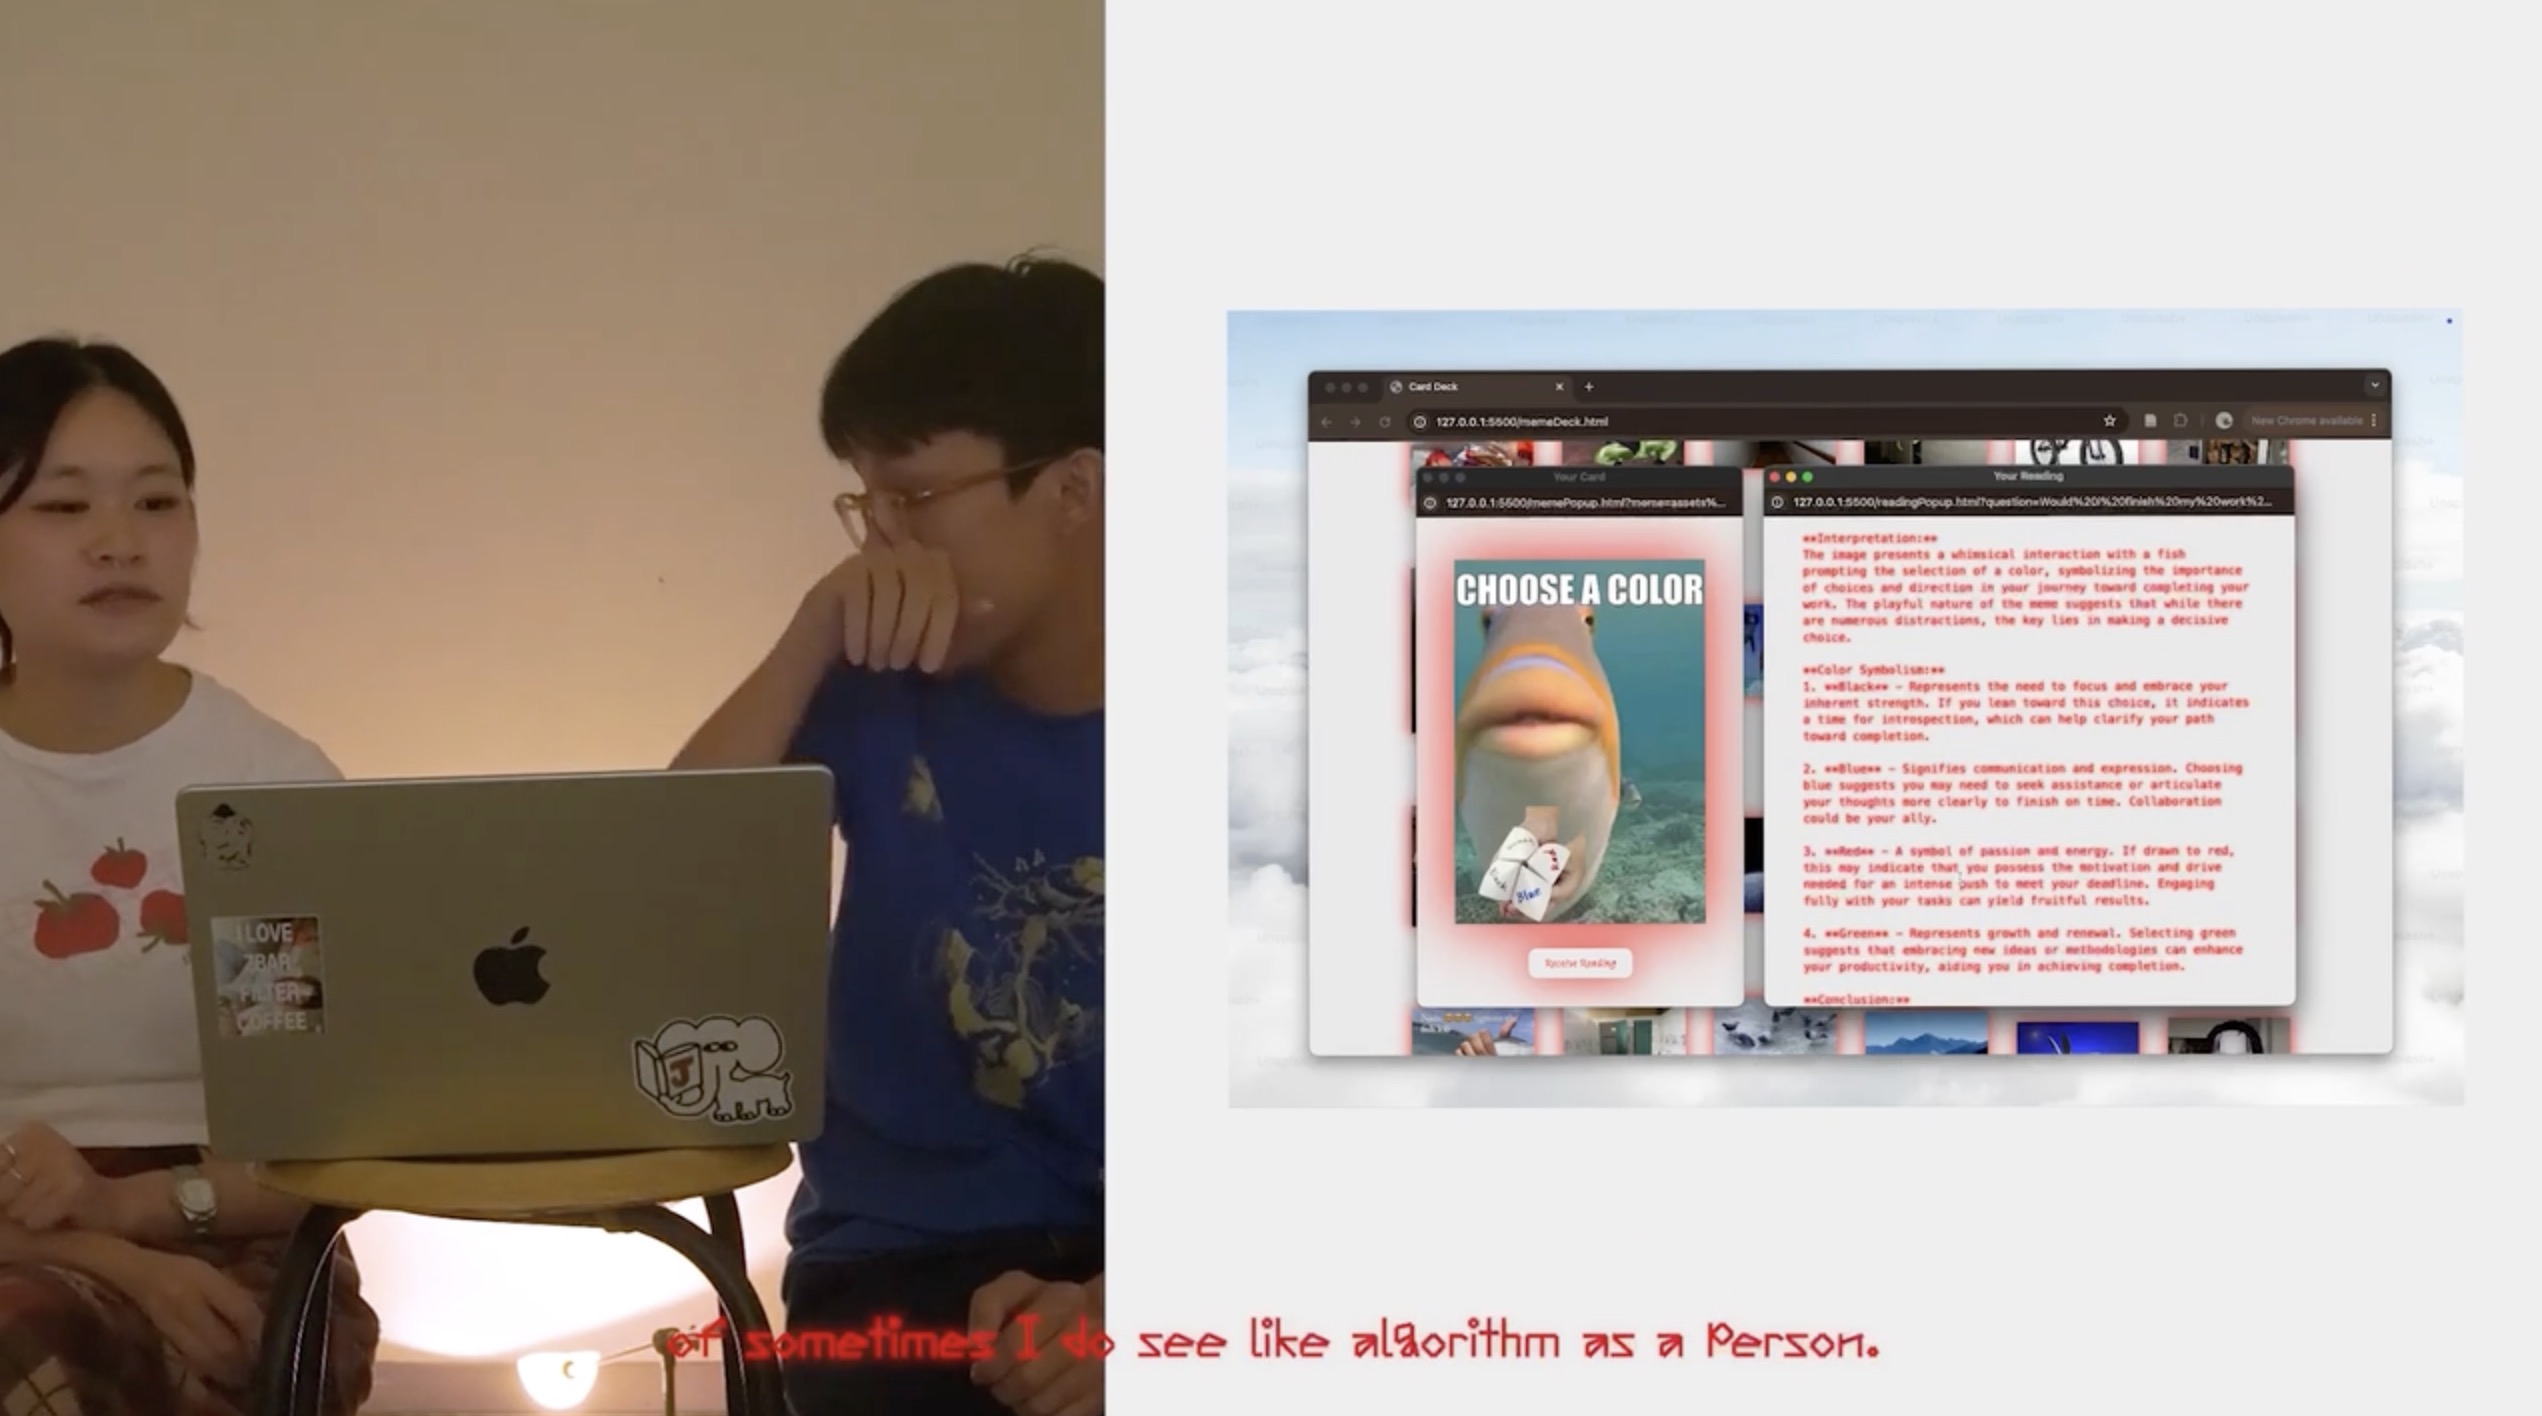 I LOVE
7BAR
FILTER
COFFEE
J
Card Deck
127.0.0.1:5500/memeDeck.html
New Chrome available
Your Card
127.0.0.1:5500/memePopup.html?meme=assets%...
CHOOSE A COLOR
Blue
Receive Reading
Your Reading
127.0.0.1:5500/readingPopup.html?question=Would%20I%20finish%20my%20work%2...
**Interpretation:**
The image presents a whimsical interaction with a fish
prompting the selection of a color, symbolizing the importance
of choices and direction in your journey toward completing your
work. The playful nature of the meme suggests that while there
are numerous distractions, the key lies in making a decisive
choice.
**Color Symbolism:**
1. **Black** – Represents the need to focus and embrace your
inherent strength. If you lean toward this choice, it indicates
a time for introspection, which can help clarify your path
toward completion.
2. **Blue** – Signifies communication and expression. Choosing
blue suggests you may need to seek assistance or articulate
your thoughts more clearly to finish on time. Collaboration
could be your ally.
3. **Red** – A symbol of passion and energy. If drawn to red,
this may indicate that you possess the motivation and drive
needed for an intense push to meet your deadline. Engaging
fully with your tasks can yield fruitful results.
4. **Green** – Represents growth and renewal. Selecting green
suggests that embracing new ideas or methodologies can enhance
your productivity, aiding you in achieving completion.
**Conclusion:**
of sometimes I do see like algorithm as a Person.